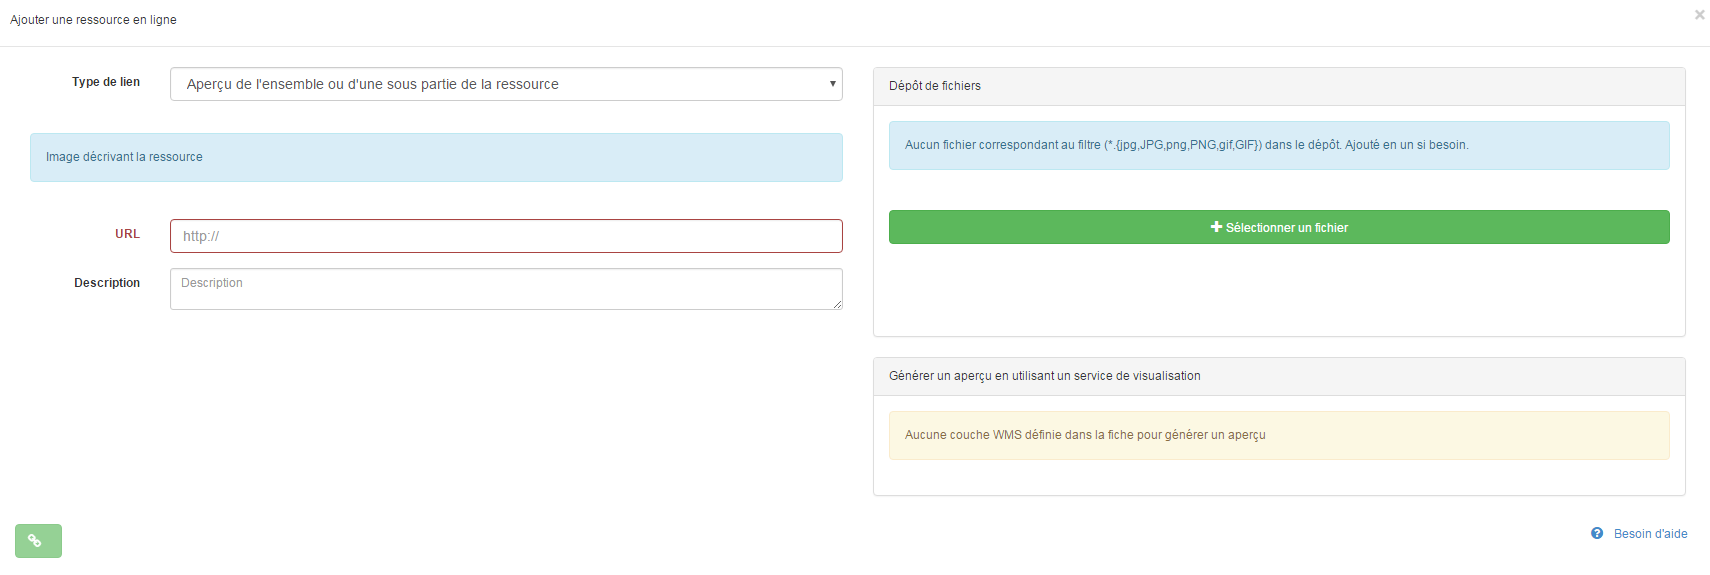 Ajouter une ressource en ligne
×
Type de lien
Aperçu de l'ensemble ou d'une sous partie de la ressource
Image décrivant la ressource
URL
http://
Description
Description
Dépôt de fichiers
Aucun fichier correspondant au filtre (*.{jpg,JPG,png,PNG,gif,GIF}) dans le dépôt. Ajouté en un si besoin.
Sélectionner un fichier
Générer un aperçu en utilisant un service de visualisation
Aucune couche WMS définie dans la fiche pour générer un aperçu
Besoin d'aide